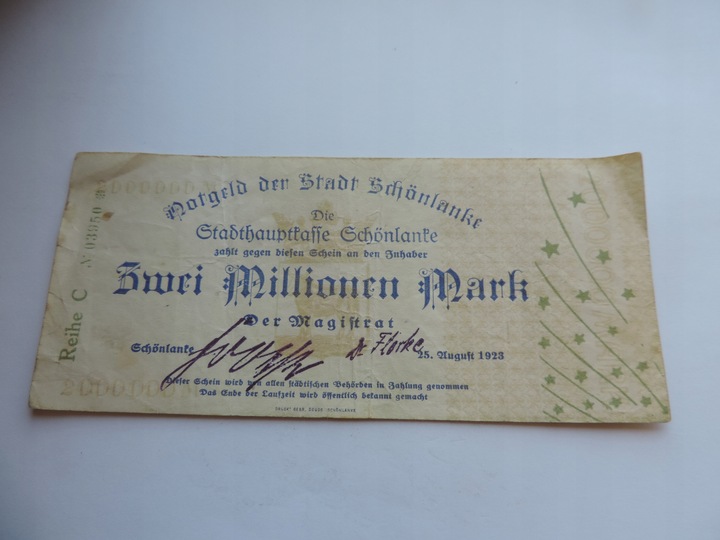 Notgeld der Stadt Schönlanke
Die
Stadthauptkasse Schönlanke
zahlt gegen diesen Schein an den Inhaber
Zwei Millionen Mark
Der Magistrat
Schönlanke
25. August 1923
Dieser Schein wird von allen städtischen Behörden in Zahlung genommen
Das Ende der Laufzeit wird öffentlich bekannt gemacht
Reihe C № 03950